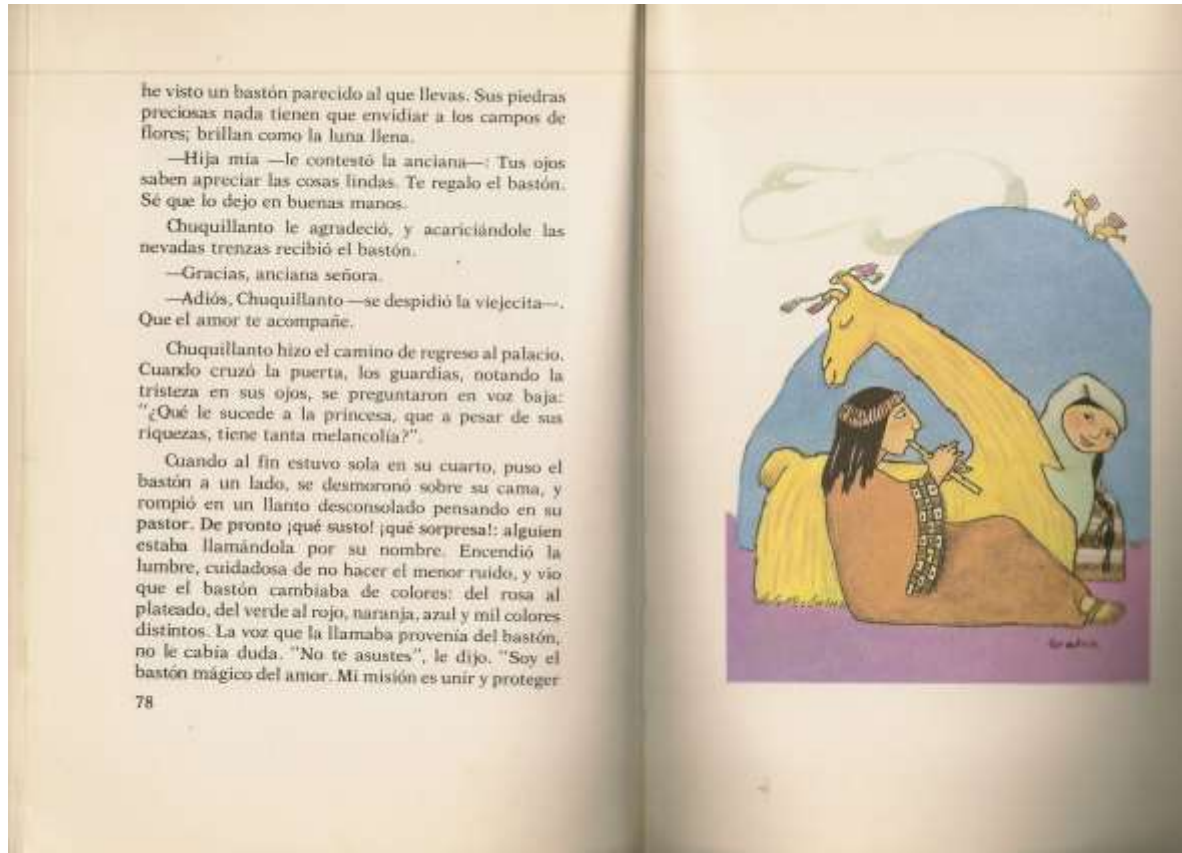 he visto un bastón parecido al que llevas. Sus piedras
preciosas nada tienen que envidiar a los campos de
flores; brillan como la luna llena.
—Hija mía —le contestó la anciana—: Tus ojos
saben apreciar las cosas lindas. Te regalo el bastón.
Sé que lo dejo en buenas manos.
Chuquillanto le agradeció, y acariciándole las
nevadas trenzas recibió el bastón.
—Gracias, anciana señora.
—Adiós, Chuquillanto —se despidió la viejecita—.
Que el amor te acompañe.
Chuquillanto hizo el camino de regreso al palacio.
Cuando cruzó la puerta, los guardias, notando la
tristeza en sus ojos, se preguntaron en voz baja:
"¿Qué le sucede a la princesa, que a pesar de sus
riquezas, tiene tanta melancolía?".
Cuando al fin estuvo sola en su cuarto, puso el
bastón a un lado, se desmoronó sobre su cama, y
rompió en un llanto desconsolado pensando en su
pastor. De pronto ¡qué susto! ¡qué sorpresa!: alguien
estaba llamándola por su nombre. Encendió la
lumbre, cuidadosa de no hacer el menor ruido, y vio
que el bastón cambiaba de colores: del rosa al
plateado, del verde al rojo, naranja, azul y mil colores
distintos. La voz que la llamaba provenía del bastón,
no le cabía duda. "No te asustes", le dijo. "Soy el
bastón mágico del amor. Mi misión es unir y proteger
78